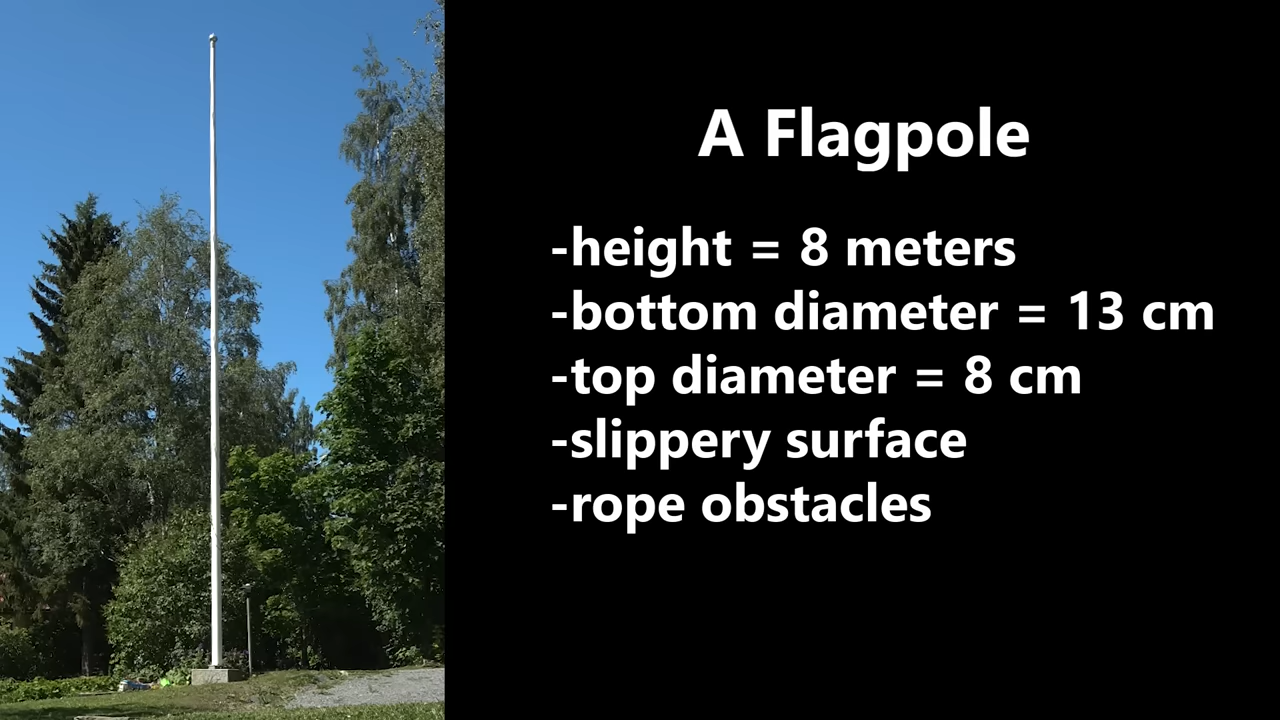 A Flagpole
-height = 8 meters
-bottom diameter = 13 cm
-top diameter = 8 cm
-slippery surface
-rope obstacles